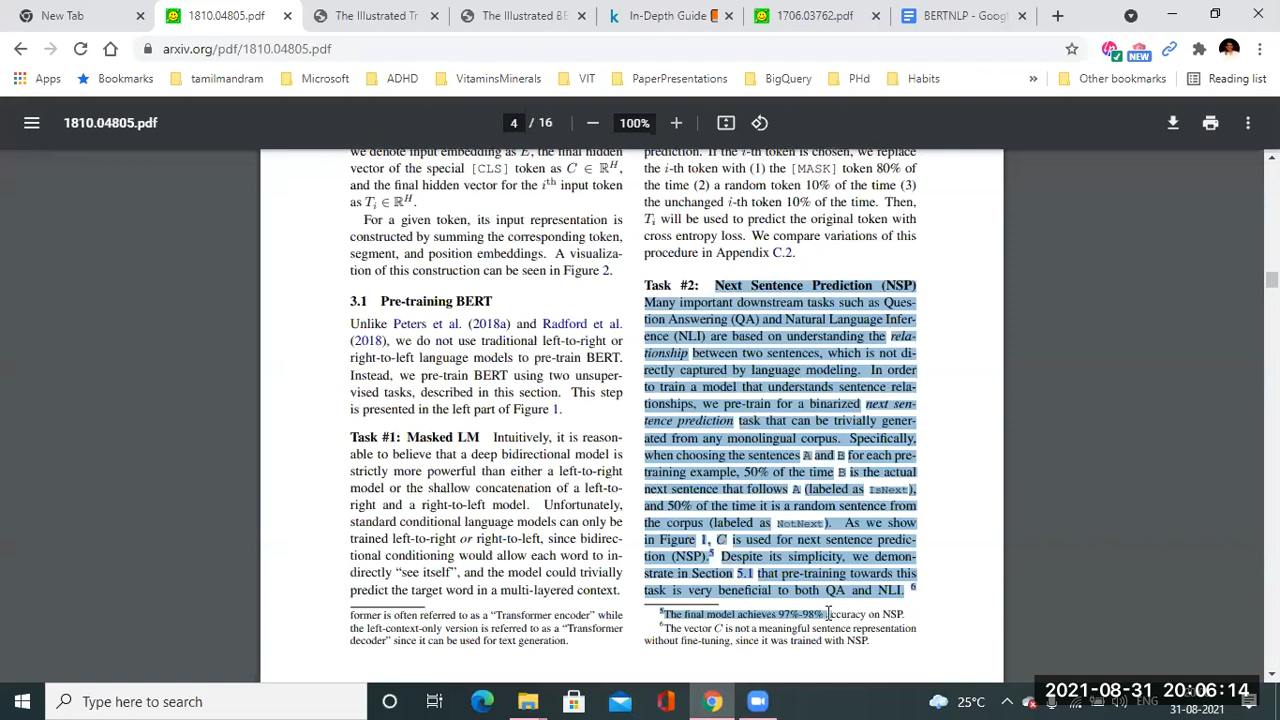 New Tab
1810.04805.pdf
The Illustrated Tr
The Illustrated BE
In-Depth Guide
1706.03762.pdf
BERTNLP - Goog
arxiv.org/pdf/1810.04805.pdf
NEW
Apps
Bookmarks
tamilmandram
Microsoft
ADHD
VitaminsMinerals
VIT
PaperPresentations
BigQuery
PHd
Habits
»
Other bookmarks
Reading list
1810.04805.pdf
4 / 16
100%
we denote input embedding as E, the final hidden
vector of the special [CLS] token as C ∈ ℝᴴ,
and the final hidden vector for the iᵗʰ input token
as Tᵢ ∈ ℝᴴ.
For a given token, its input representation is
constructed by summing the corresponding token,
segment, and position embeddings. A visualiza-
tion of this construction can be seen in Figure 2.
3.1 Pre-training BERT
Unlike Peters et al. (2018a) and Radford et al.
(2018), we do not use traditional left-to-right or
right-to-left language models to pre-train BERT.
Instead, we pre-train BERT using two unsuper-
vised tasks, described in this section. This step
is presented in the left part of Figure 1.
Task #1: Masked LM Intuitively, it is reason-
able to believe that a deep bidirectional model is
strictly more powerful than either a left-to-right
model or the shallow concatenation of a left-to-
right and a right-to-left model. Unfortunately,
standard conditional language models can only be
trained left-to-right or right-to-left, since bidirec-
tional conditioning would allow each word to in-
directly “see itself”, and the model could trivially
predict the target word in a multi-layered context.
former is often referred to as a “Transformer encoder” while
the left-context-only version is referred to as a “Transformer
decoder” since it can be used for text generation.
prediction. If the i-th token is chosen, we replace
the i-th token with (1) the [MASK] token 80% of
the time (2) a random token 10% of the time (3)
the unchanged i-th token 10% of the time. Then,
Tᵢ will be used to predict the original token with
cross entropy loss. We compare variations of this
procedure in Appendix C.2.
Task #2: Next Sentence Prediction (NSP)
Many important downstream tasks such as Ques-
tion Answering (QA) and Natural Language Infer-
ence (NLI) are based on understanding the rela-
tionship between two sentences, which is not di-
rectly captured by language modeling. In order
to train a model that understands sentence rela-
tionships, we pre-train for a binarized next sen-
tence prediction task that can be trivially gener-
ated from any monolingual corpus. Specifically,
when choosing the sentences A and B for each pre-
training example, 50% of the time B is the actual
next sentence that follows A (labeled as IsNext),
and 50% of the time it is a random sentence from
the corpus (labeled as NotNext). As we show
in Figure 1, C is used for next sentence predic-
tion (NSP).⁵ Despite its simplicity, we demon-
strate in Section 5.1 that pre-training towards this
task is very beneficial to both QA and NLI. ⁶
⁵The final model achieves 97%-98% accuracy on NSP.
⁶The vector C is not a meaningful sentence representation
without fine-tuning, since it was trained with NSP.
Type here to search
25°C
ENG
2021-08-31 20:06:14
31-08-2021